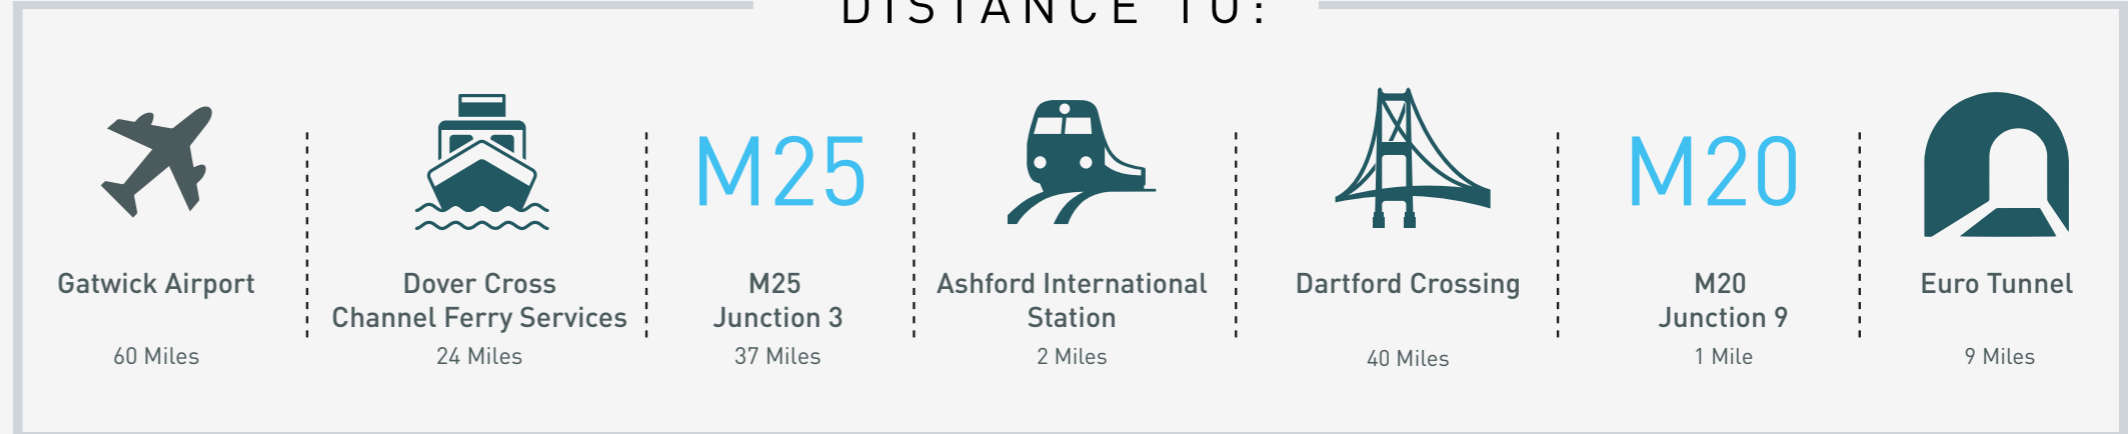 DISTANCE TO:
M25
M20
Gatwick Airport
60 Miles
Dover Cross
Channel Ferry Services
24 Miles
M25
Junction 3
37 Miles
Ashford International
Station
2 Miles
Dartford Crossing
40 Miles
M20
Junction 9
1 Mile
Euro Tunnel
9 Miles